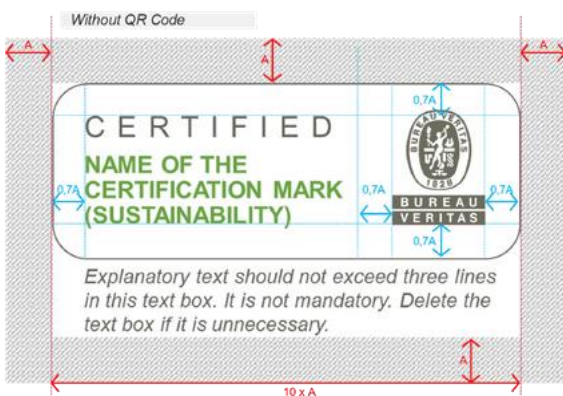 Without QR Code
A
A
A
0,7A
CERTIFIED
BUREAU VERITAS
1828
NAME OF THE
CERTIFICATION MARK
(SUSTAINABILITY)
0,7A
0,7A
0,7A
BUREAU
VERITAS
0,7A
Explanatory text should not exceed three lines
in this text box. It is not mandatory. Delete the
text box if it is unnecessary.
A
10 x A